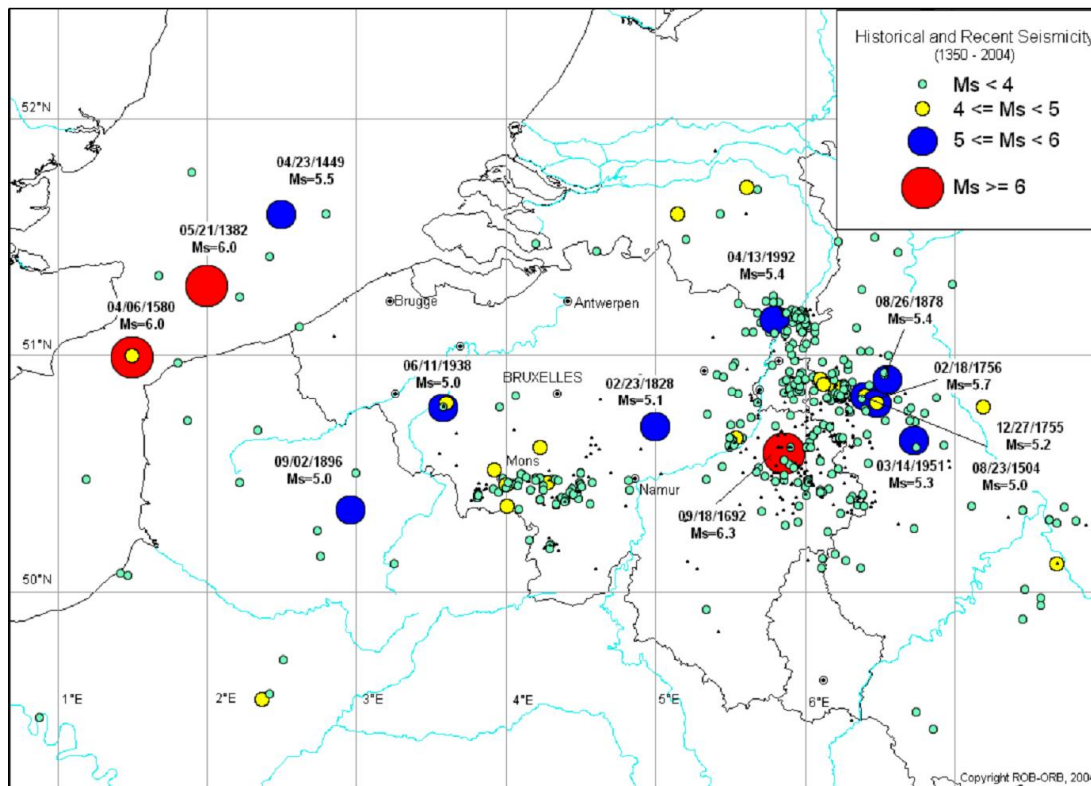 Historical and Recent Seismicity
(1350 - 2004)
Ms < 4
4 <= Ms < 5
5 <= Ms < 6
Ms >= 6
52°N
04/23/1449
Ms=5.5
05/21/1382
Ms=6.0
04/13/1992
Ms=5.4
04/06/1580
Ms=6.0
Brugge
Antwerpen
08/26/1878
Ms=5.4
51°N
06/11/1938
Ms=5.0
BRUXELLES
02/23/1828
Ms=5.1
02/18/1756
Ms=5.7
12/27/1755
Ms=5.2
09/02/1896
Ms=5.0
Mons
Namur
03/14/1951
Ms=5.3
08/23/1504
Ms=5.0
09/18/1692
Ms=6.3
50°N
1°E
2°E
3°E
4°E
5°E
6°E
Copyright ROB-ORB, 2004